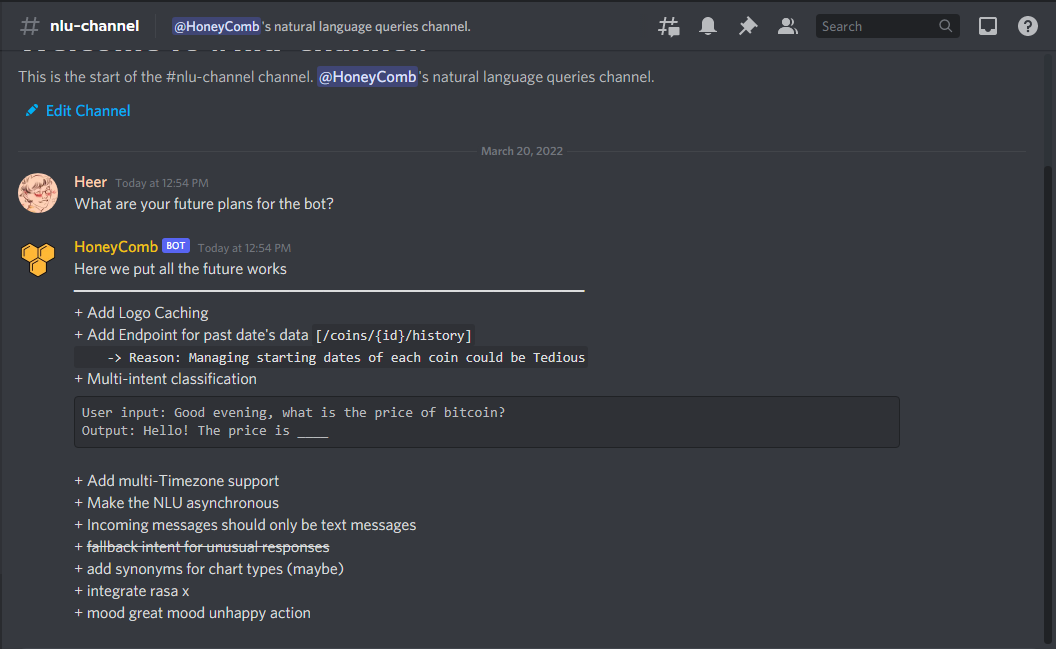 nlu-channel @HoneyComb's natural language queries channel. Search
This is the start of the #nlu-channel channel. @HoneyComb's natural language queries channel.
Edit Channel
March 20, 2022
Heer Today at 12:54 PM
What are your future plans for the bot?
HoneyComb BOT Today at 12:54 PM
Here we put all the future works
+ Add Logo Caching
+ Add Endpoint for past date's data [/coins/{id}/history]
-> Reason: Managing starting dates of each coin could be Tedious
+ Multi-intent classification
User input: Good evening, what is the price of bitcoin?
Output: Hello! The price is ____
+ Add multi-Timezone support
+ Make the NLU asynchronous
+ Incoming messages should only be text messages
+ fallback intent for unusual responses
+ add synonyms for chart types (maybe)
+ integrate rasa x
+ mood great mood unhappy action